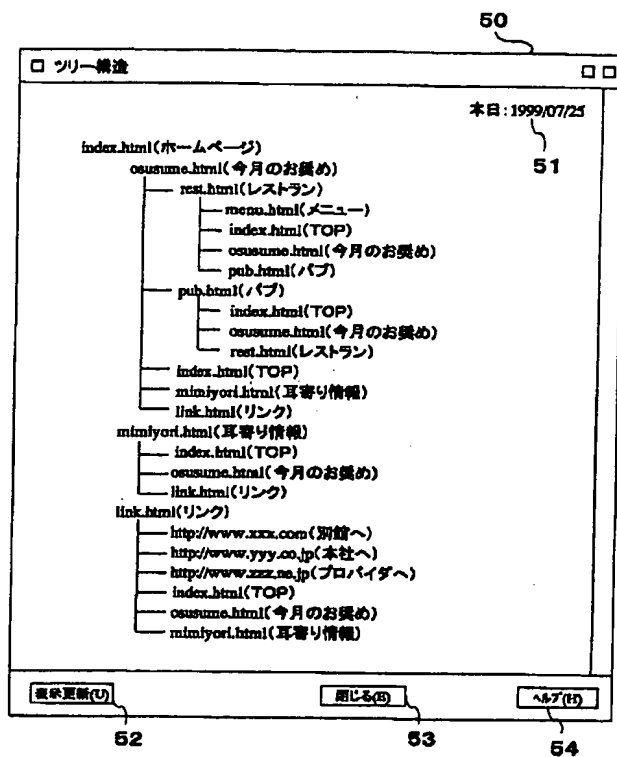 50
ツリー構造
本日:1999/07/25
51
index.html(ホームページ)
osusume.html(今月のお奨め)
rest.html(レストラン)
menu.html(メニュー)
index.html(TOP)
osusume.html(今月のお奨め)
pub.html(パブ)
pub.html(パブ)
index.html(TOP)
osusume.html(今月のお奨め)
rest.html(レストラン)
index.html(TOP)
mimiyori.html(耳寄り情報)
link.html(リンク)
mimiyori.html(耳寄り情報)
index.html(TOP)
osusume.html(今月のお奨め)
link.html(リンク)
link.html(リンク)
http://www.xxx.com(別館へ)
http://www.yyy.co.jp(本社へ)
http://www.zzz.ne.jp(プロバイダへ)
index.html(TOP)
osusume.html(今月のお奨め)
mimiyori.html(耳寄り情報)
表示更新(U) 閉じる(E) ヘルプ(H)
52 53 54